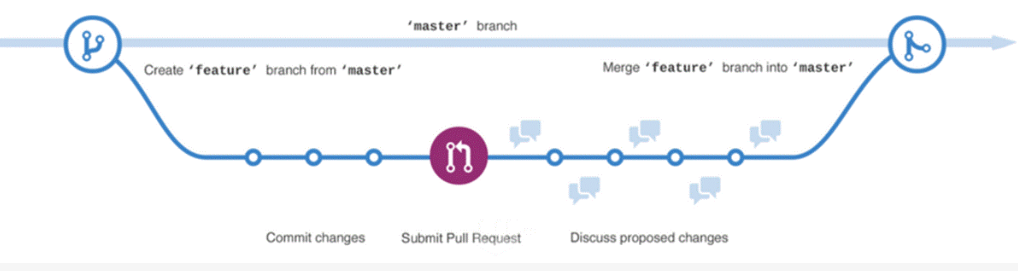 ‘master’ branch
Create ‘feature’ branch from ‘master’
Merge ‘feature’ branch into ‘master’
Commit changes
Submit Pull Request
Discuss proposed changes